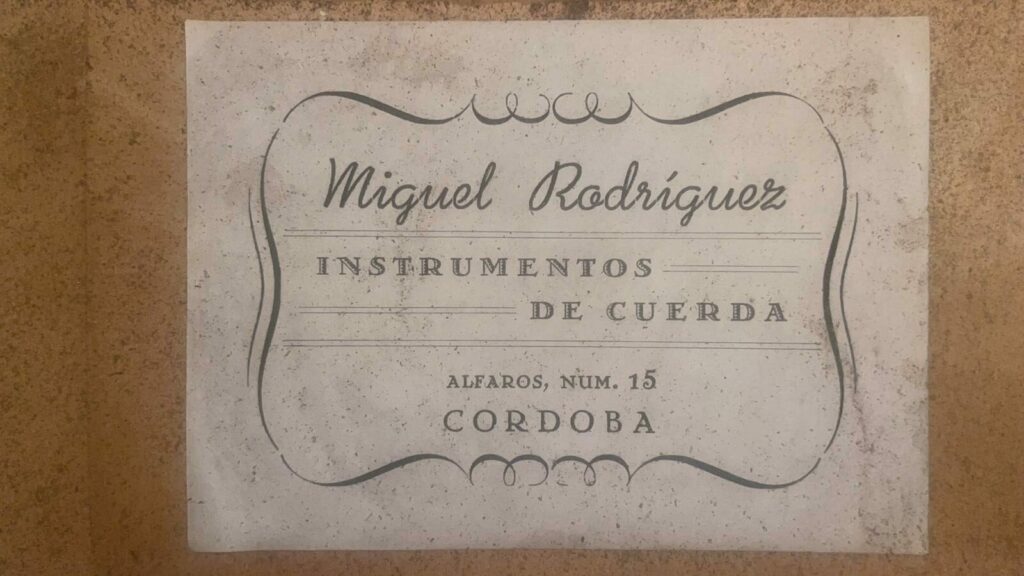 Miguel Rodríguez
INSTRUMENTOS
DE CUERDA
ALFAROS, NUM. 15
CORDOBA